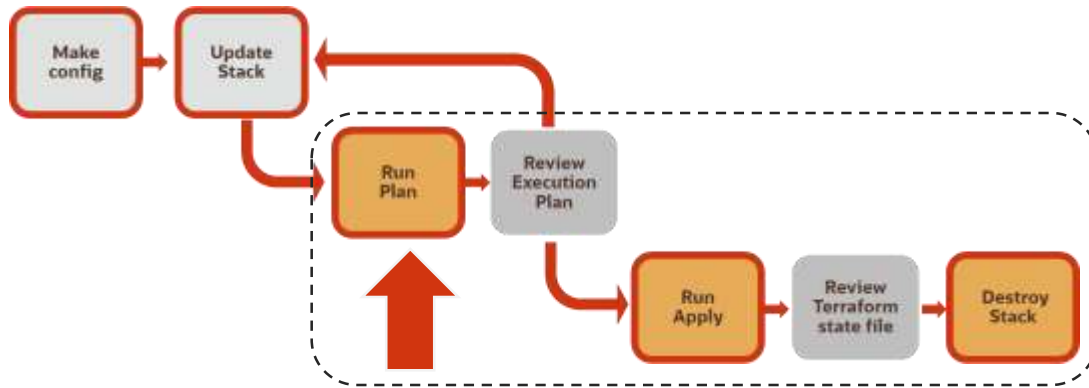 Make
config
Update
Stack
Run
Plan
Review
Execution
Plan
Run
Apply
Review
Terraform
state file
Destroy
Stack